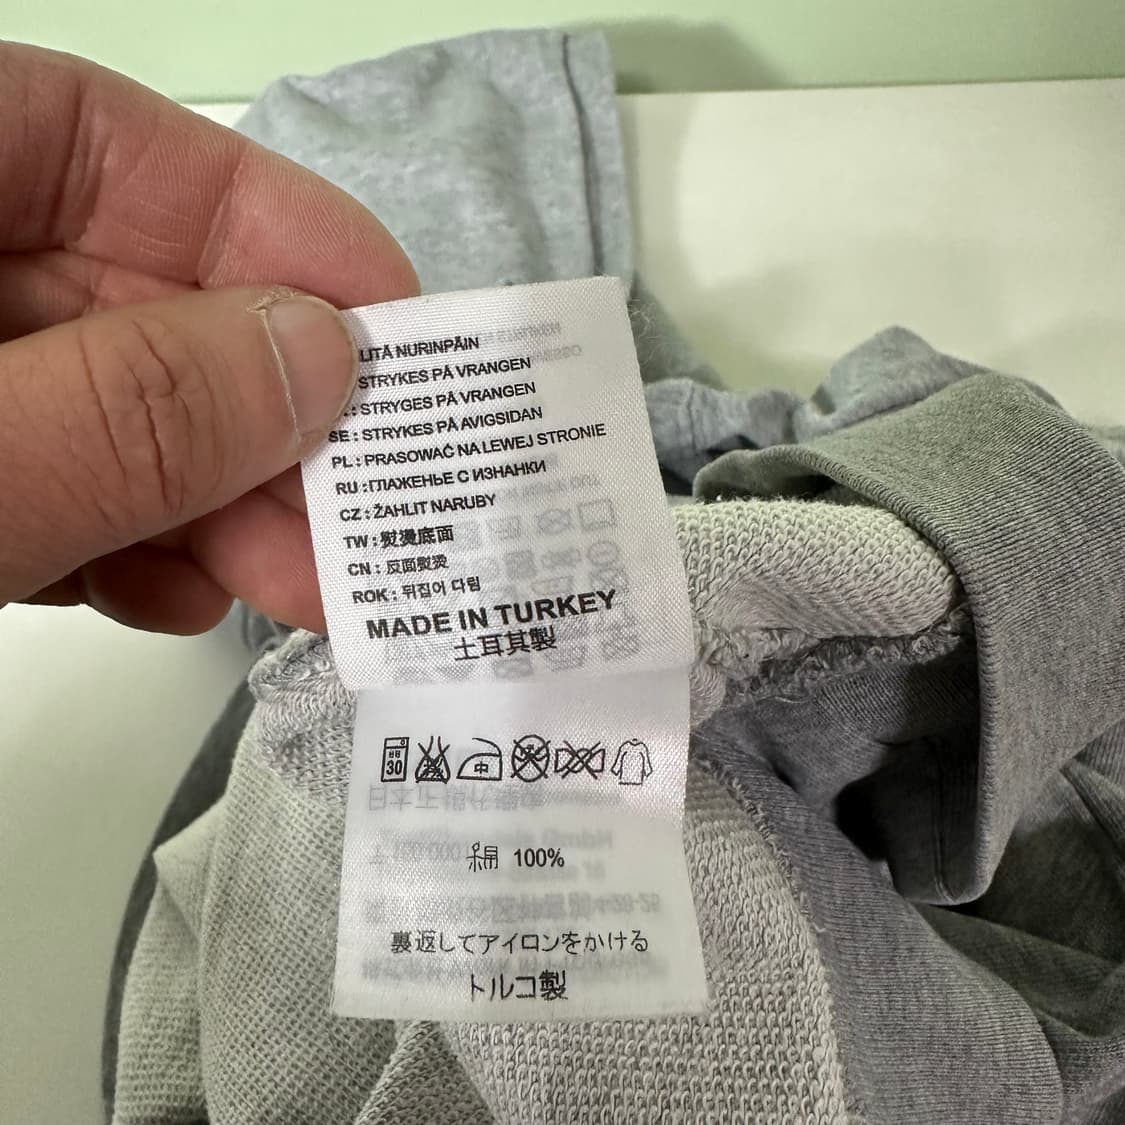 LITÄ NURINPÄIN
STRYKES PÅ VRANGEN
: STRYGES PÅ VRANGEN
SE : STRYKES PÅ AVIGSIDAN
PL : PRASOWAĆ NA LEWEJ STRONIE
RU : ГЛАЖЕНЬЕ С ИЗНАНКИ
CZ : ŽAHLIT NARUBY
TW : 熨燙底面
CN : 反面熨烫
ROK : 뒤집어 다림
MADE IN TURKEY
土耳其製
30
中
綿 100%
裏返してアイロンをかける
トルコ製